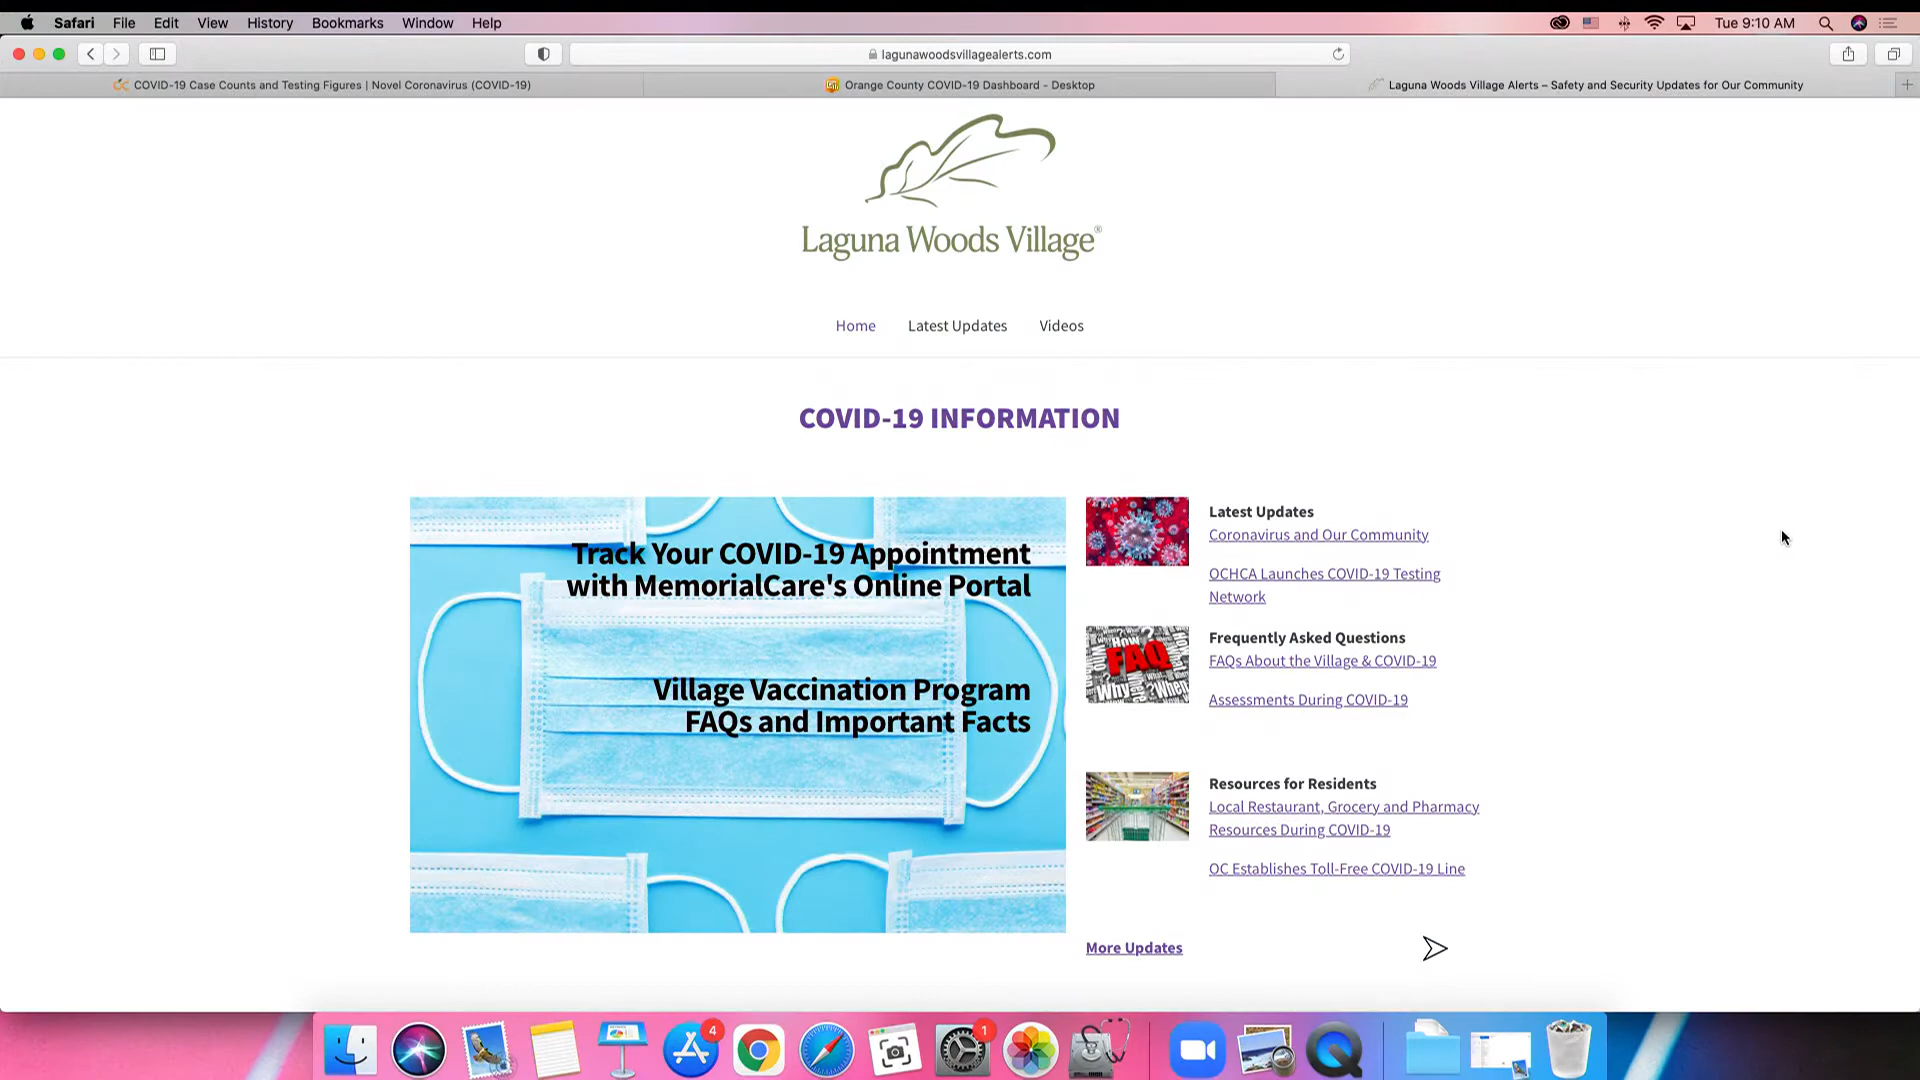 Safari File Edit View History Bookmarks Window Help Tue 9:10 AM
lagunawoodsvillagealerts.com
COVID-19 Case Counts and Testing Figures | Novel Coronavirus (COVID-19) Orange County COVID-19 Dashboard - Desktop Laguna Woods Village Alerts – Safety and Security Updates for Our Community
Laguna Woods Village®
Home Latest Updates Videos
COVID-19 INFORMATION
Track Your COVID-19 Appointment
with MemorialCare's Online Portal
Village Vaccination Program
FAQs and Important Facts
Latest Updates
Coronavirus and Our Community
OCHCA Launches COVID-19 Testing
Network
FAQ
Why
When
How
Frequently Asked Questions
FAQs About the Village & COVID-19
Assessments During COVID-19
Resources for Residents
Local Restaurant, Grocery and Pharmacy
Resources During COVID-19
OC Establishes Toll-Free COVID-19 Line
More Updates
4
1